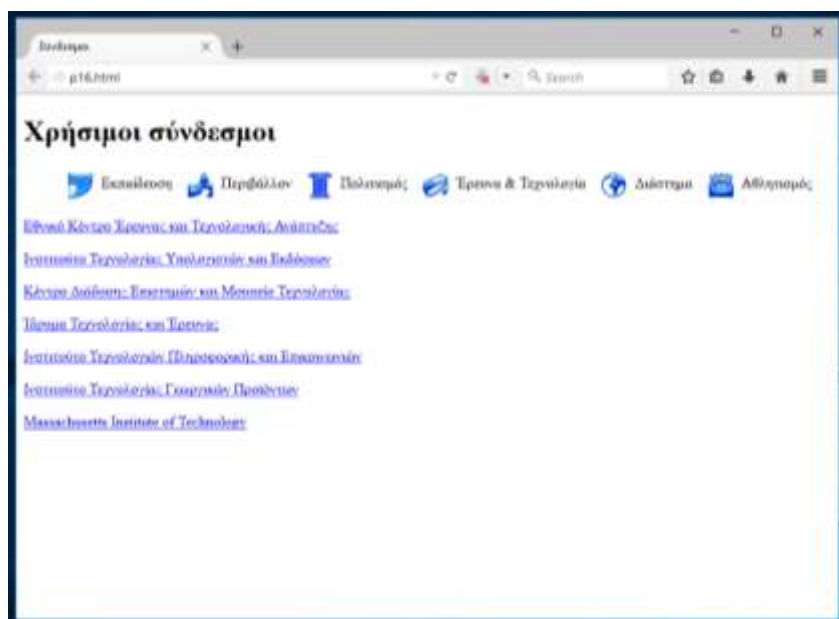 Σύνδεσμοι
p16.html
Search
Χρήσιμοι σύνδεσμοι
Εκπαίδευση Περιβάλλον Πολιτισμός Έρευνα & Τεχνολογία Διάστημα Αθλητισμός
Εθνικό Κέντρο Έρευνας και Τεχνολογικής Ανάπτυξης
Ινστιτούτο Τεχνολογίας Υπολογιστών και Εκδόσεων
Κέντρο Διάδοσης Επιστημών και Μουσείο Τεχνολογίας
Ίδρυμα Τεχνολογίας και Έρευνας
Ινστιτούτο Τεχνολογιών Πληροφορικής και Επικοινωνιών
Ινστιτούτο Τεχνολογίας Γεωργικών Προϊόντων
Massachusetts Institute of Technology